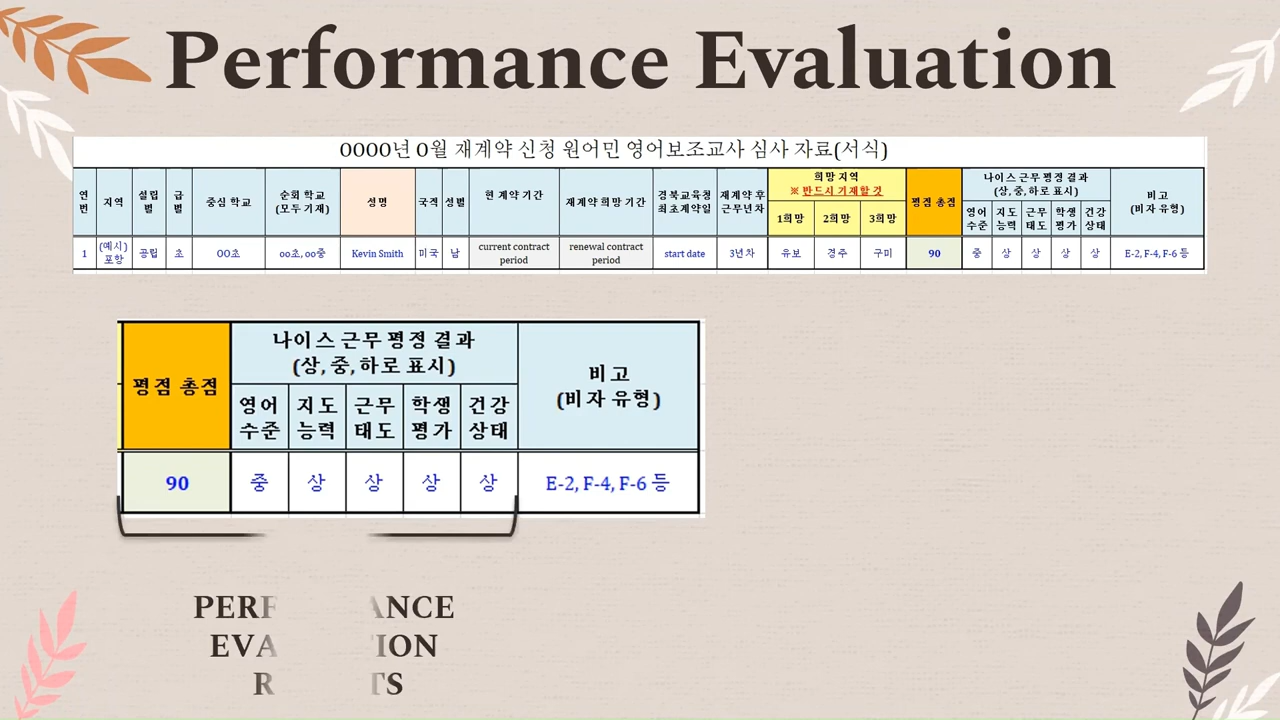 Performance Evaluation
0000년 0월 재계약 신청 원어민 영어보조교사 심사 자료(서식)
연번 지역 설립별 급별 중심 학교 순회 학교 (모두 기재) 성명 국적 성별 현 계약 기간 재계약 희망 기간 경북교육청 최초계약일 재계약 후 근무년차 희망 지역 ※ 반드시 기재할 것 1희망 2희망 3희망 평점 총점 나이스 근무 평정 결과 (상, 중, 하로 표시) 영어 수준 지도 능력 근무 태도 학생 평가 건강 상태 비고 (비자 유형)
1 (예시) 포항 공립 초 OO초 oo초, oo중 Kevin Smith 미국 남 current contract period renewal contract period start date 3년차 유보 경주 구미 90 중 상 상 상 상 E-2, F-4, F-6 등
평점 총점
나이스 근무 평정 결과
(상, 중, 하로 표시)
영어 수준 지도 능력 근무 태도 학생 평가 건강 상태
비고
(비자 유형)
90 중 상 상 상 상 E-2, F-4, F-6 등